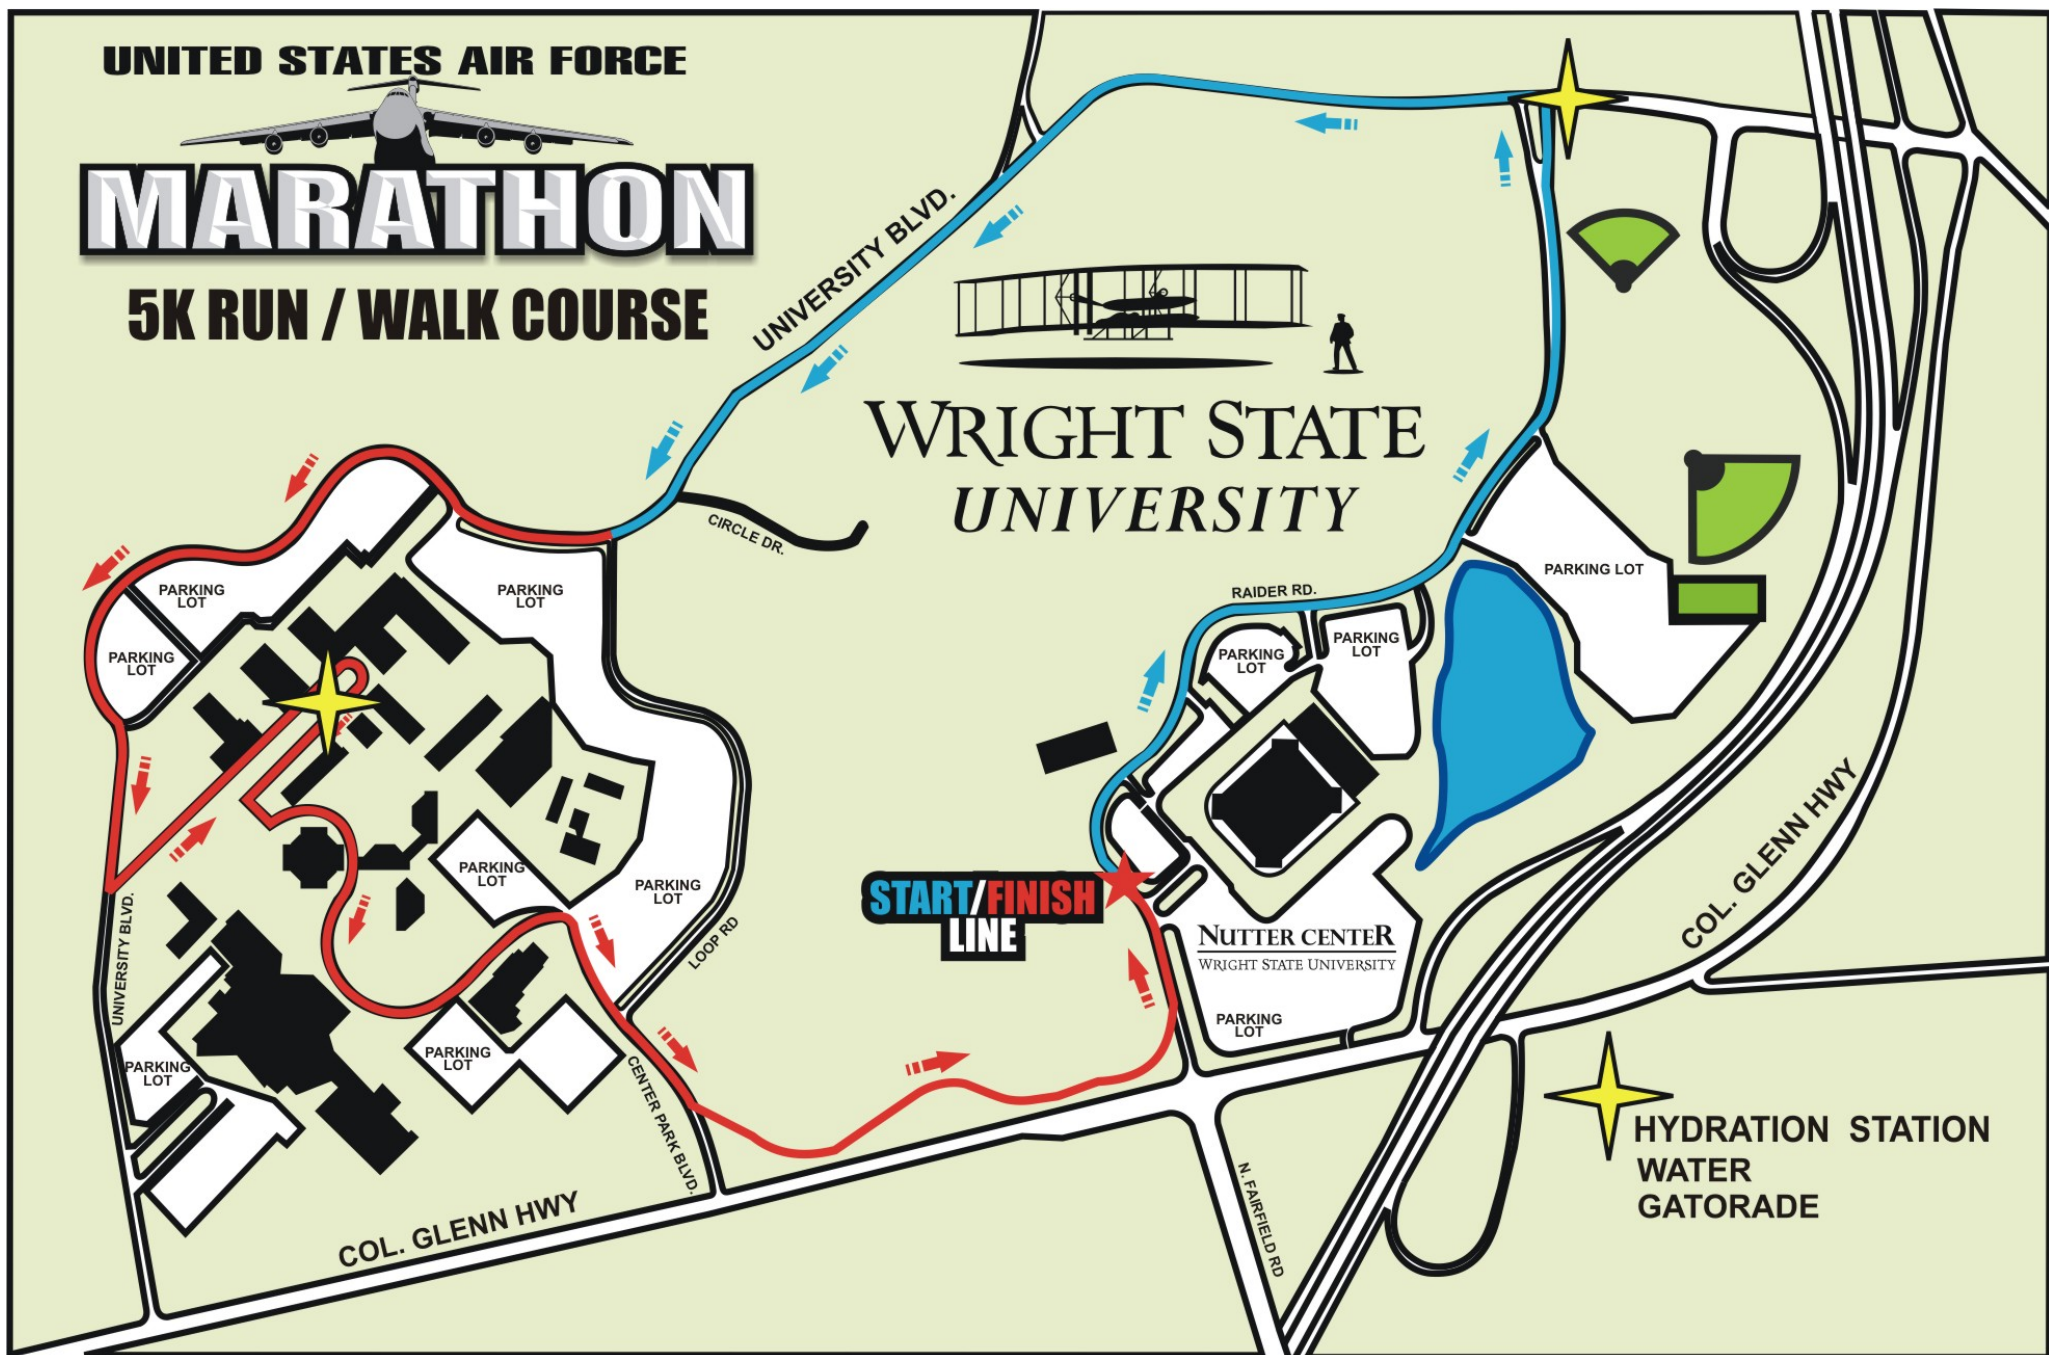 UNITED STATES AIR FORCE
MARATHON
5K RUN / WALK COURSE
UNIVERSITY BLVD.
WRIGHT STATE
UNIVERSITY
CIRCLE DR.
PARKING LOT
RAIDER RD.
PARKING
LOT
PARKING
LOT
PARKING
LOT
PARKING
LOT
PARKING
LOT
PARKING
LOT
PARKING
LOT
START/FINISH
LINE
UNIVERSITY BLVD.
LOOP RD
NUTTER CENTER
WRIGHT STATE UNIVERSITY
PARKING
LOT
COL. GLENN HWY
PARKING
LOT
PARKING
LOT
CENTER PARK BLVD.
COL. GLENN HWY
N. FAIRFIELD RD
HYDRATION STATION
WATER
GATORADE